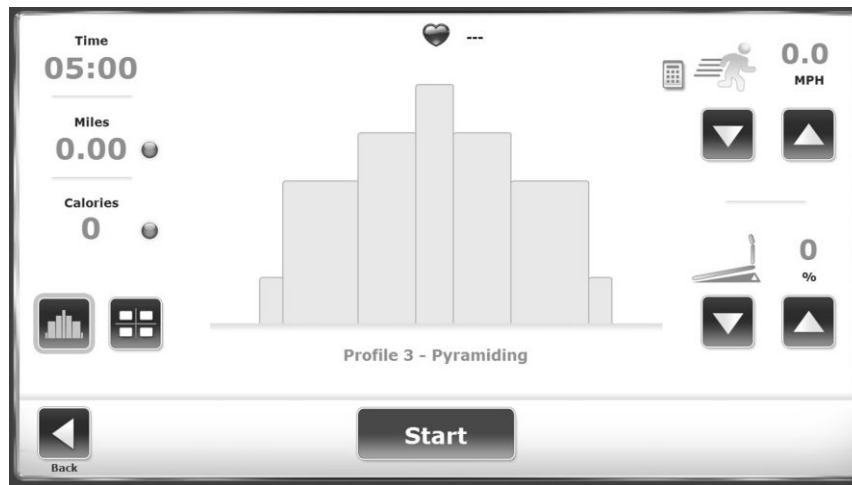 Time
05:00
Miles
0.00
Calories
0
---
0.0
MPH
0
%
Profile 3 - Pyramiding
Start
Back